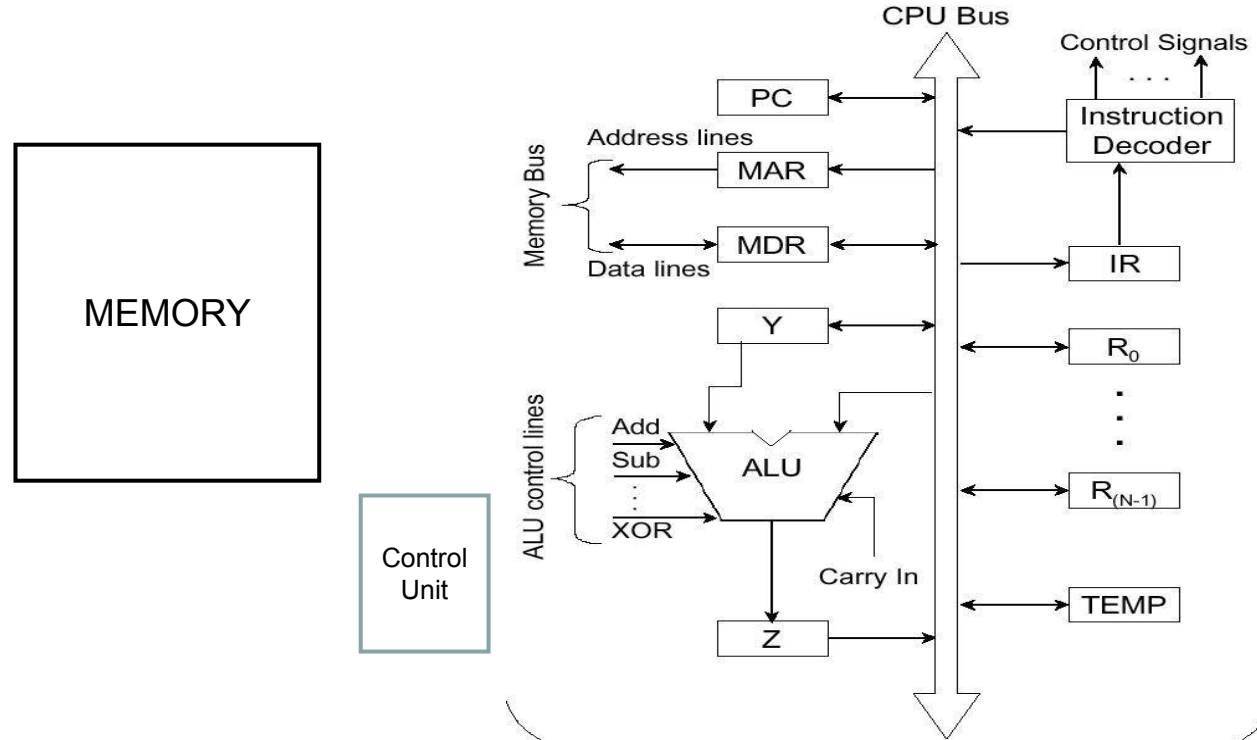 CPU Bus
Control Signals
. . .
PC
Instruction
Decoder
Address lines
MAR
Memory Bus
MDR
Data lines
IR
MEMORY
Y
R₀
ALU control lines
Add
Sub
XOR
ALU
R₍N-1₎
Control
Unit
Carry In
TEMP
Z